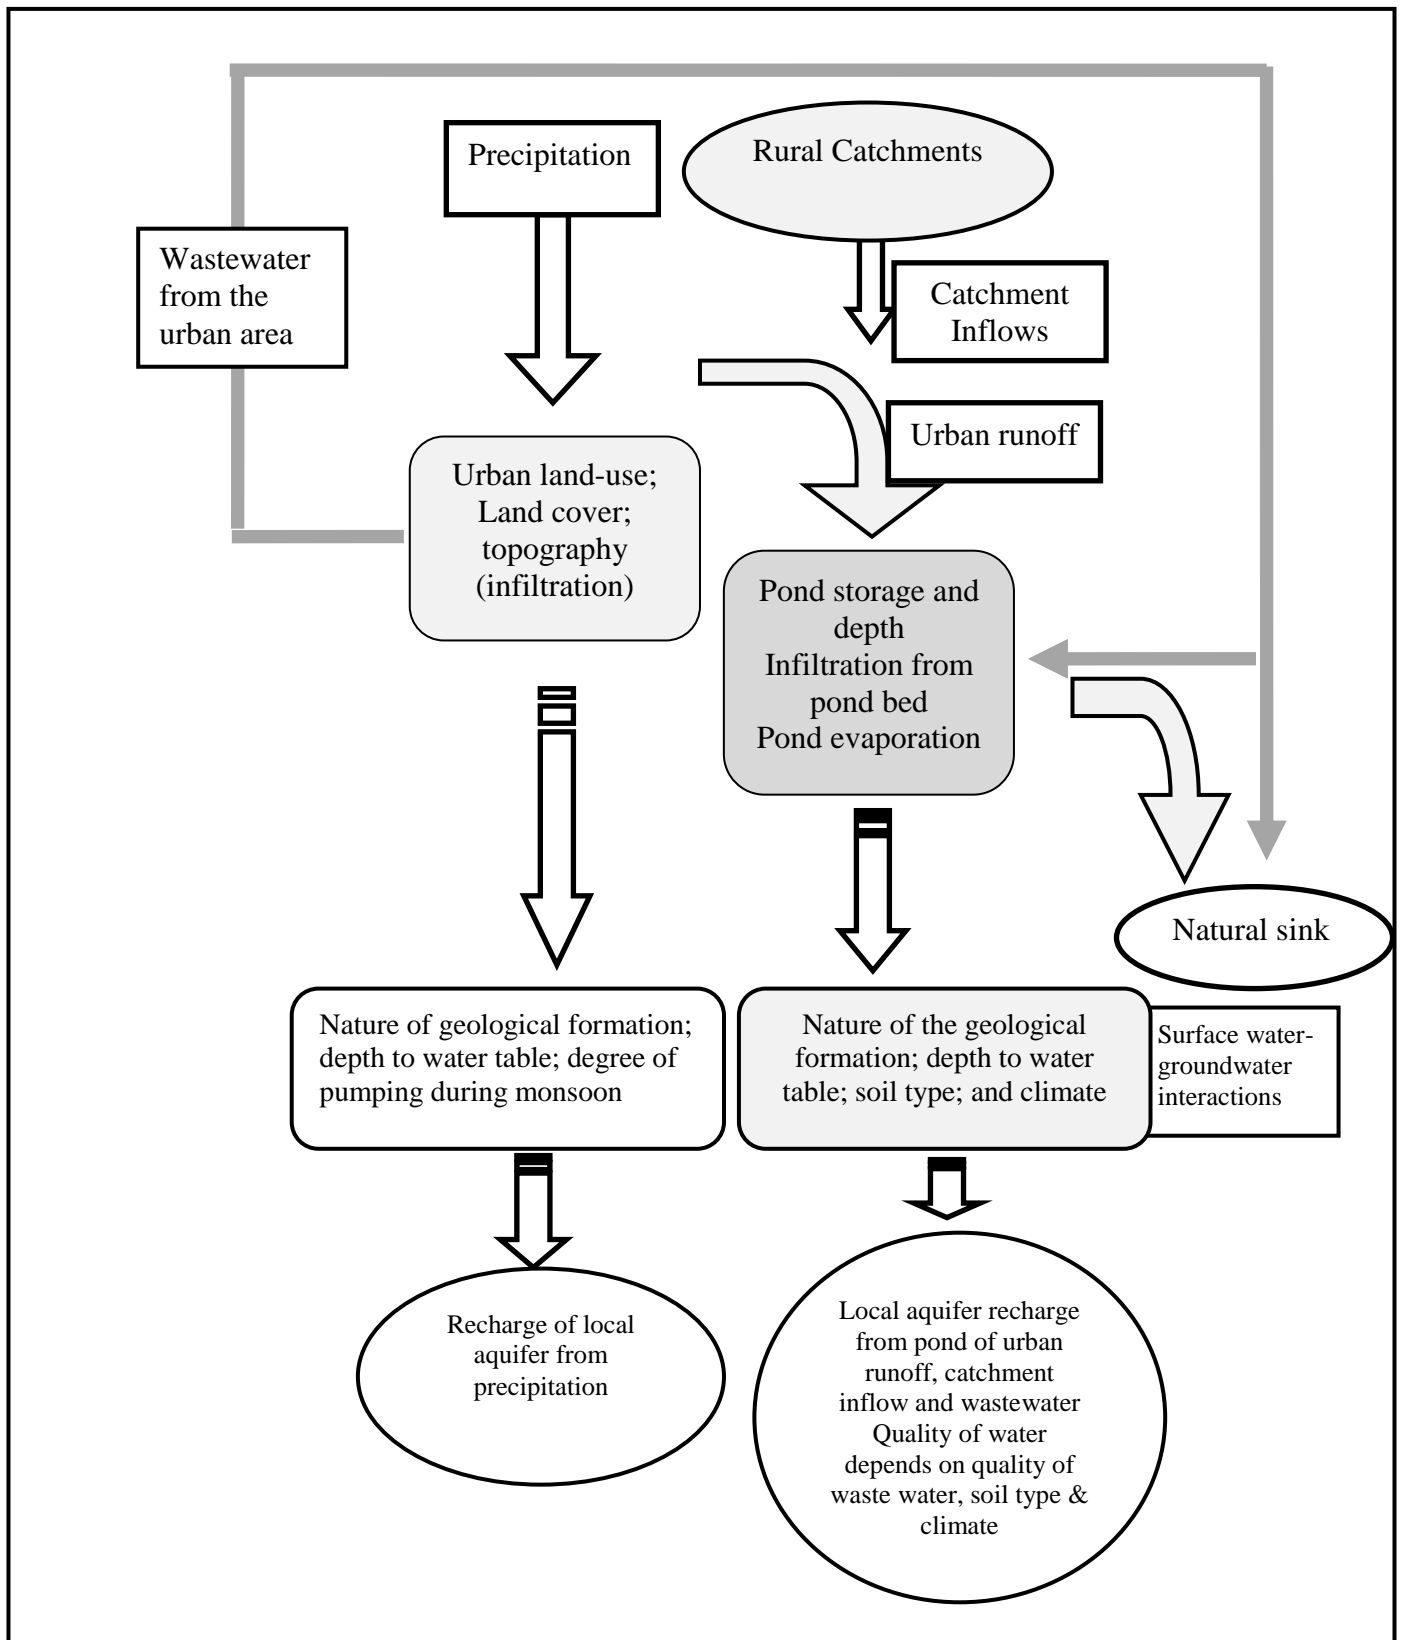 Precipitation
Rural Catchments
Wastewater
from the
urban area
Catchment
Inflows
Urban runoff
Urban land-use;
Land cover;
topography
(infiltration)
Pond storage and
depth
Infiltration from
pond bed
Pond evaporation
Natural sink
Nature of geological formation;
depth to water table; degree of
pumping during monsoon
Nature of the geological
formation; depth to water
table; soil type; and climate
Surface water-
groundwater
interactions
Recharge of local
aquifer from
precipitation
Local aquifer recharge
from pond of urban
runoff, catchment
inflow and wastewater
Quality of water
depends on quality of
waste water, soil type &
climate